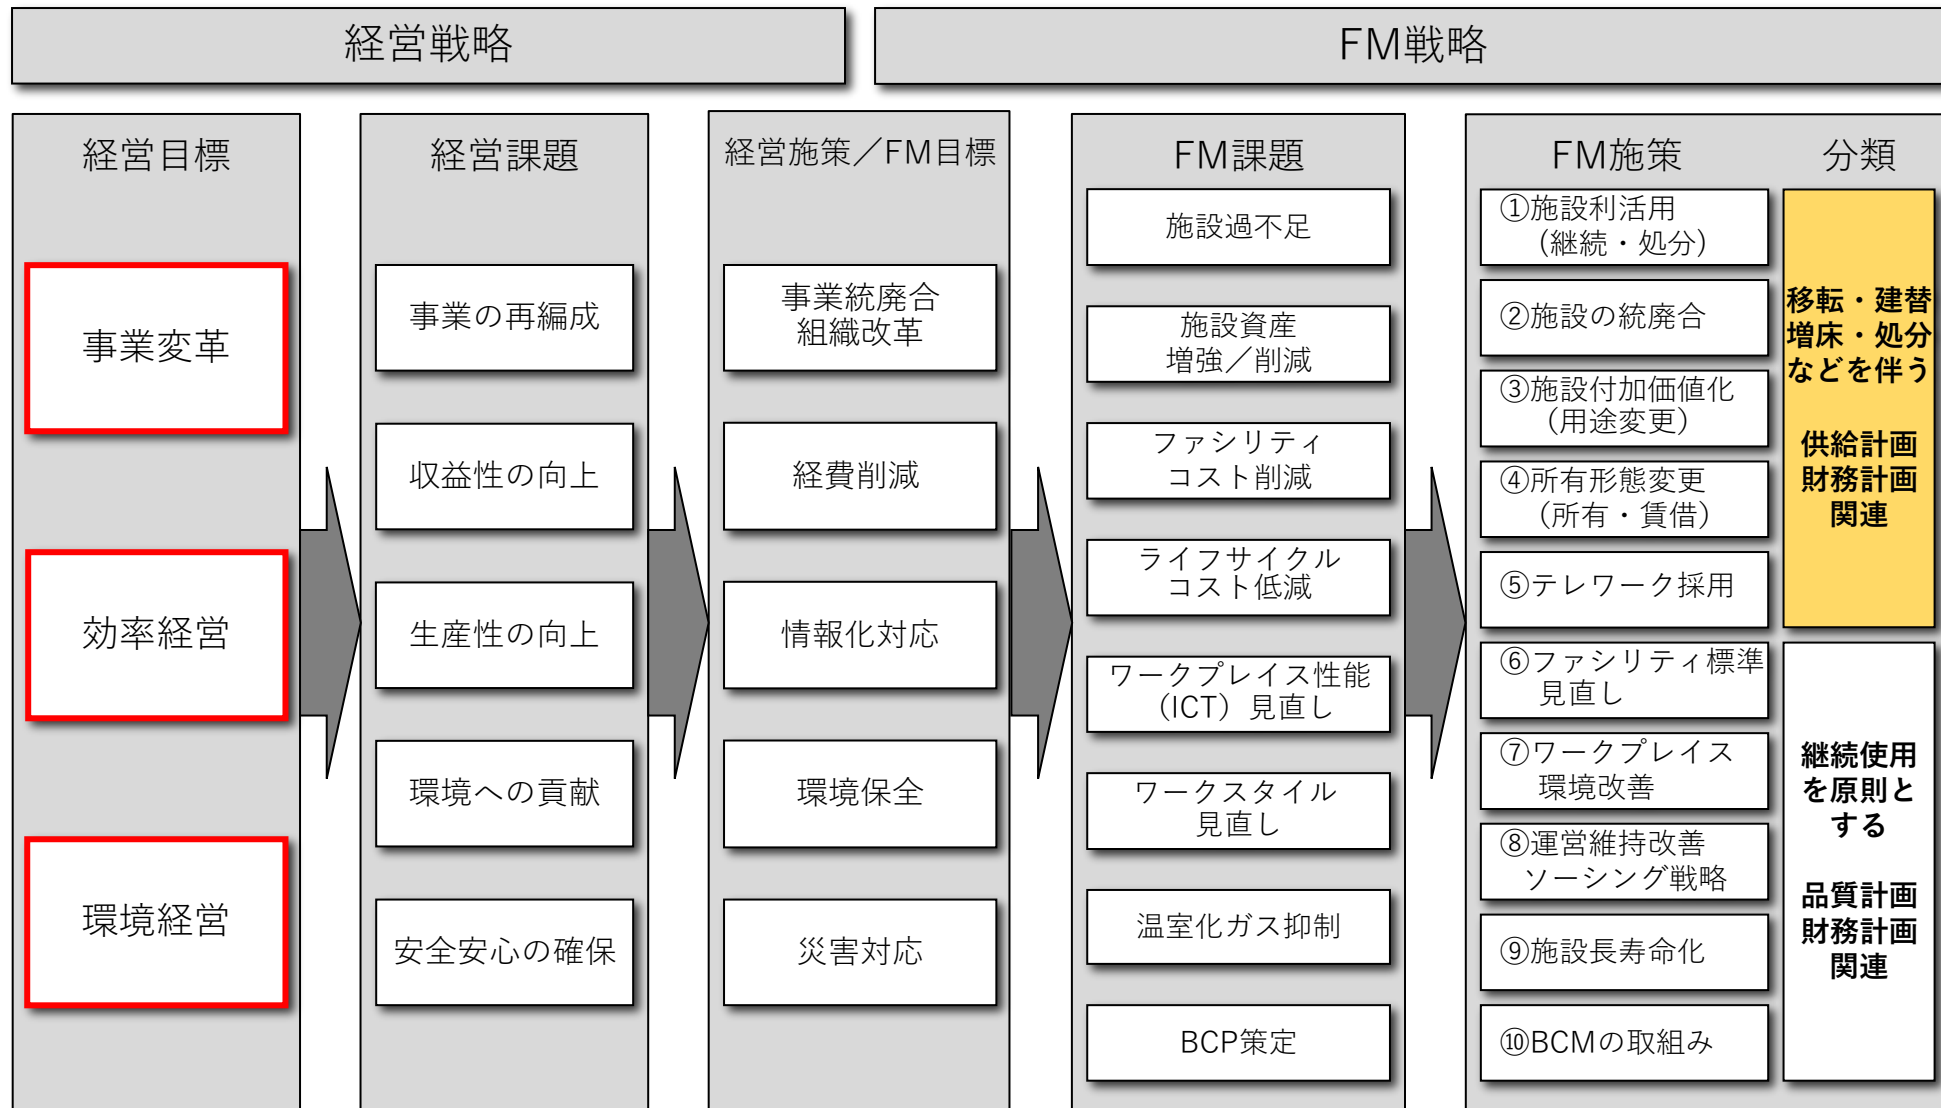 経営戦略
FM戦略
経営目標
事業変革
効率経営
環境経営
経営課題
事業の再編成
収益性の向上
生産性の向上
環境への貢献
安全安心の確保
経営施策／FM目標
事業統廃合
組織改革
経費削減
情報化対応
環境保全
災害対応
FM課題
施設過不足
施設資産
増強／削減
ファシリティ
コスト削減
ライフサイクル
コスト低減
ワークプレイス性能
（ICT）見直し
ワークスタイル
見直し
温室化ガス抑制
BCP策定
FM施策
①施設利活用
(継続・処分)
②施設の統廃合
③施設付加価値化
（用途変更）
④所有形態変更
（所有・賃借）
⑤テレワーク採用
⑥ファシリティ標準
見直し
⑦ワークプレイス
環境改善
⑧運営維持改善
ソーシング戦略
⑨施設長寿命化
⑩BCMの取組み
分類
移転・建替
増床・処分
などを伴う
供給計画
財務計画
関連
継続使用
を原則と
する
品質計画
財務計画
関連